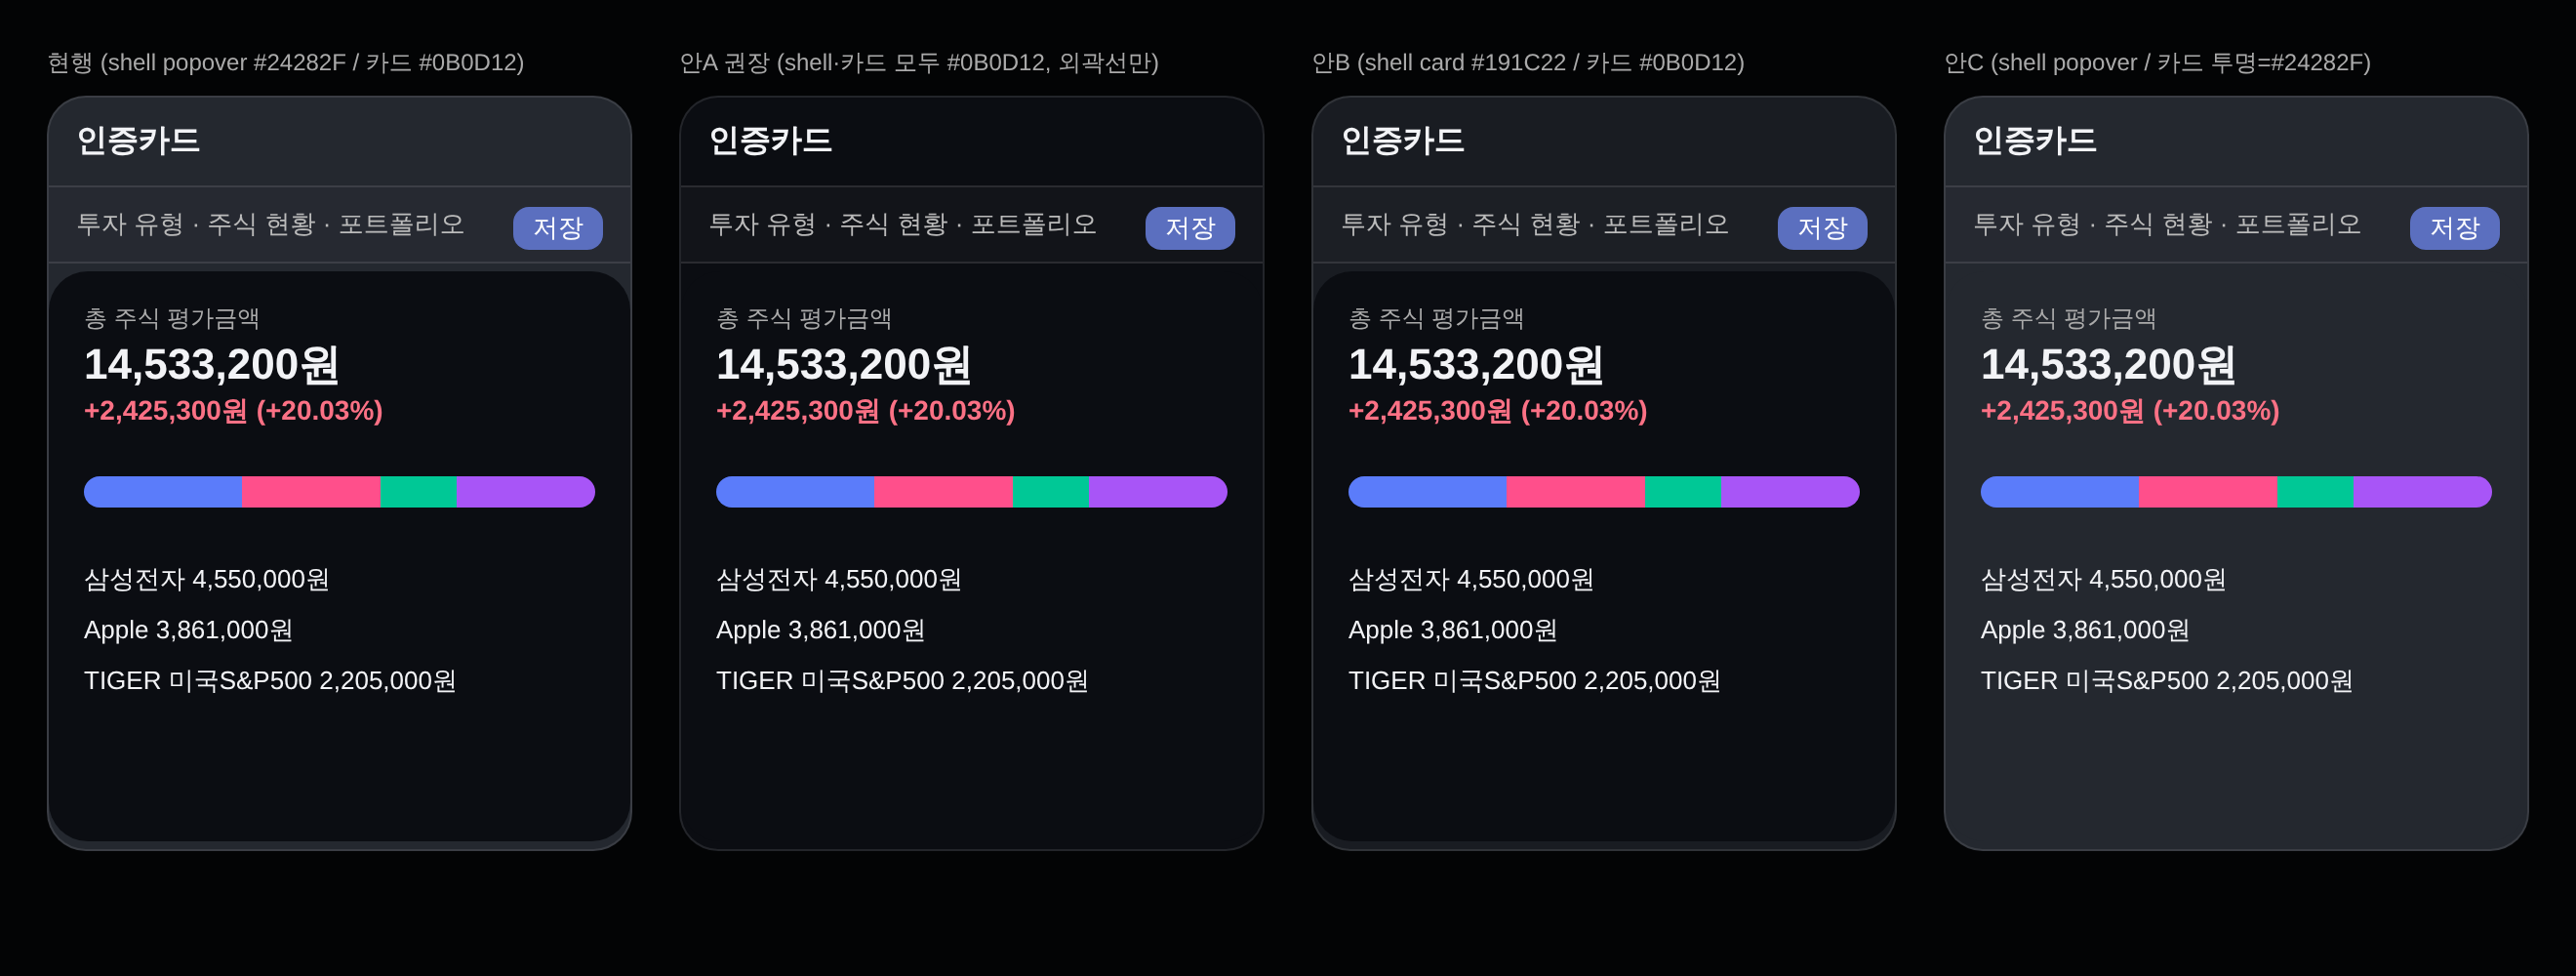 현행 (shell popover #24282F / 카드 #0B0D12)
인증카드
투자 유형 · 주식 현황 · 포트폴리오
저장
총 주식 평가금액
14,533,200원
+2,425,300원 (+20.03%)
삼성전자 4,550,000원
Apple 3,861,000원
TIGER 미국S&P500 2,205,000원
안A 권장 (shell·카드 모두 #0B0D12, 외곽선만)
인증카드
투자 유형 · 주식 현황 · 포트폴리오
저장
총 주식 평가금액
14,533,200원
+2,425,300원 (+20.03%)
삼성전자 4,550,000원
Apple 3,861,000원
TIGER 미국S&P500 2,205,000원
안B (shell card #191C22 / 카드 #0B0D12)
인증카드
투자 유형 · 주식 현황 · 포트폴리오
저장
총 주식 평가금액
14,533,200원
+2,425,300원 (+20.03%)
삼성전자 4,550,000원
Apple 3,861,000원
TIGER 미국S&P500 2,205,000원
안C (shell popover / 카드 투명=#24282F)
인증카드
투자 유형 · 주식 현황 · 포트폴리오
저장
총 주식 평가금액
14,533,200원
+2,425,300원 (+20.03%)
삼성전자 4,550,000원
Apple 3,861,000원
TIGER 미국S&P500 2,205,000원